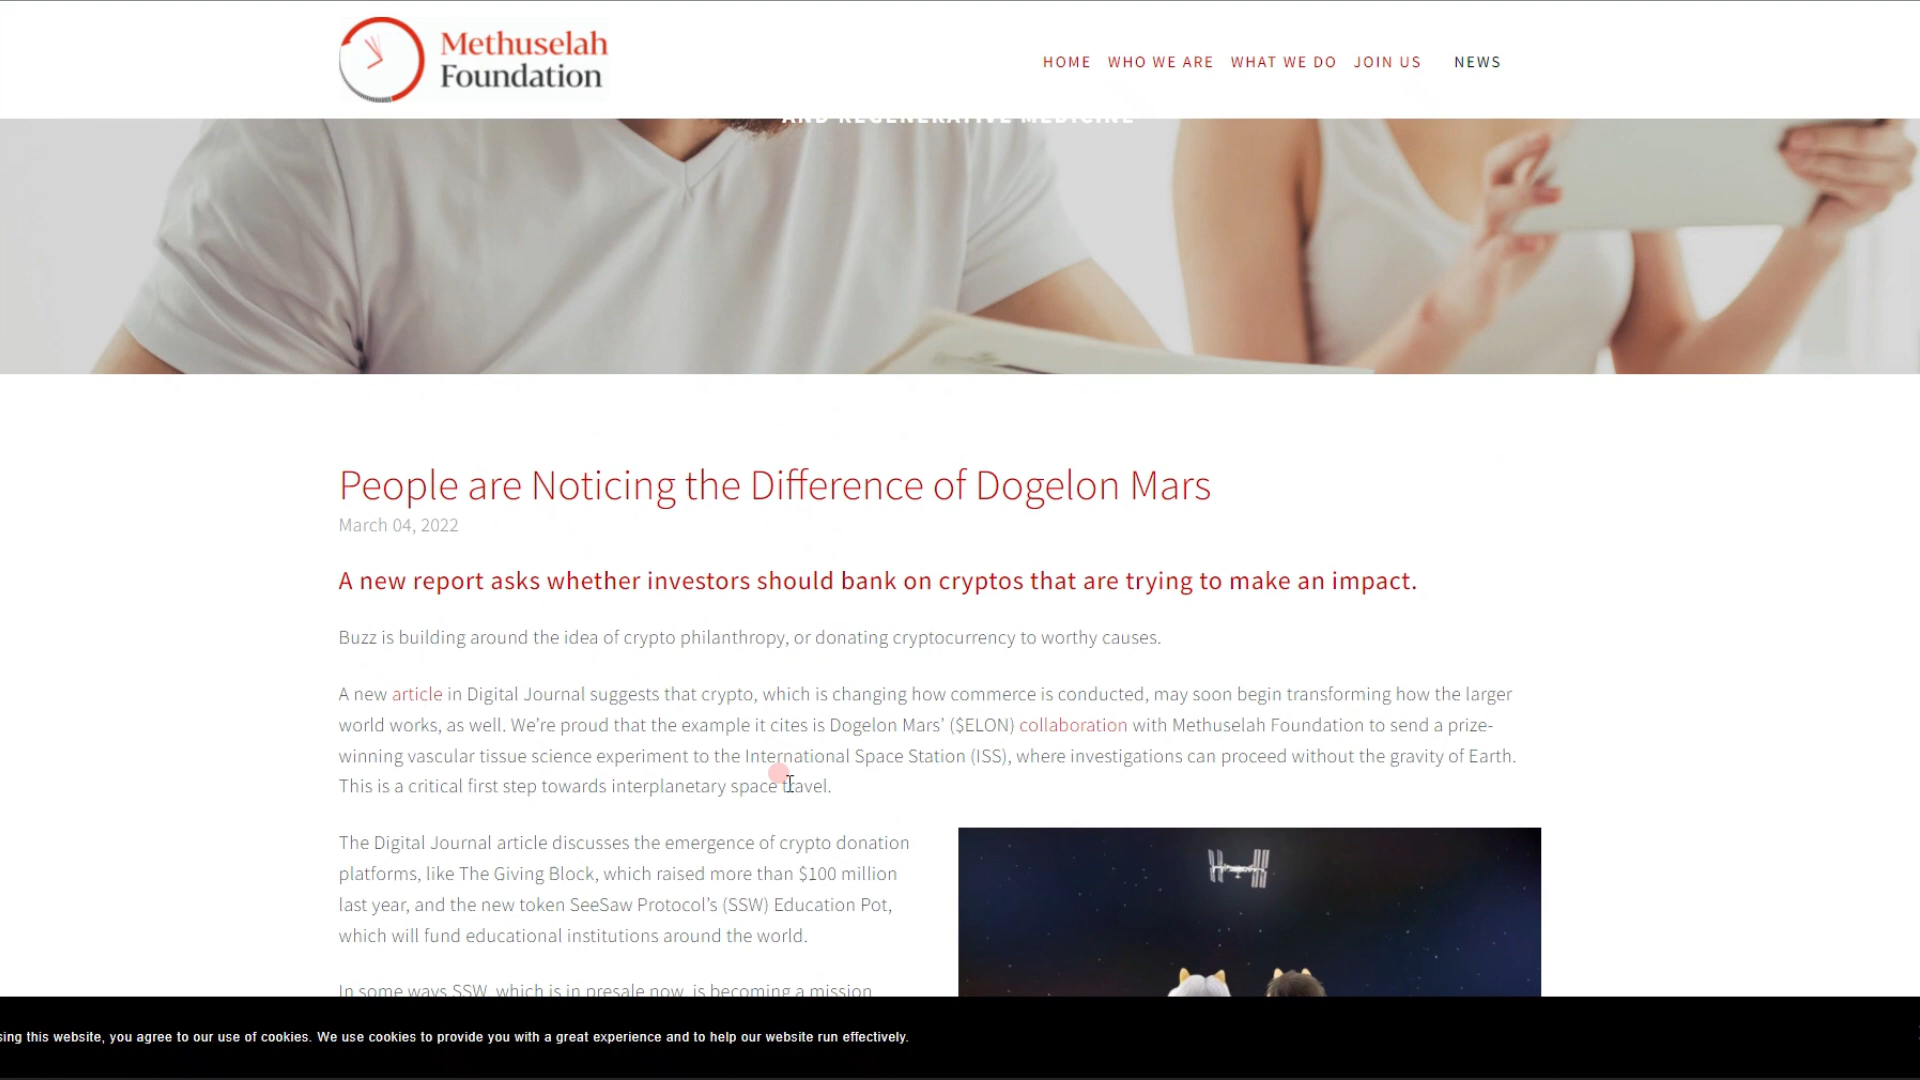 Methuselah
Foundation
HOME WHO WE ARE WHAT WE DO JOIN US NEWS
AND REGENERATIVE MEDICINE
People are Noticing the Difference of Dogelon Mars
March 04, 2022
A new report asks whether investors should bank on cryptos that are trying to make an impact.
Buzz is building around the idea of crypto philanthropy, or donating cryptocurrency to worthy causes.
A new article in Digital Journal suggests that crypto, which is changing how commerce is conducted, may soon begin transforming how the larger
world works, as well. We’re proud that the example it cites is Dogelon Mars’ ($ELON) collaboration with Methuselah Foundation to send a prize-
winning vascular tissue science experiment to the International Space Station (ISS), where investigations can proceed without the gravity of Earth.
This is a critical first step towards interplanetary space travel.
The Digital Journal article discusses the emergence of crypto donation
platforms, like The Giving Block, which raised more than $100 million
last year, and the new token SeeSaw Protocol’s (SSW) Education Pot,
which will fund educational institutions around the world.
In some ways SSW, which is in presale now, is becoming a mission
sing this website, you agree to our use of cookies. We use cookies to provide you with a great experience and to help our website run effectively.